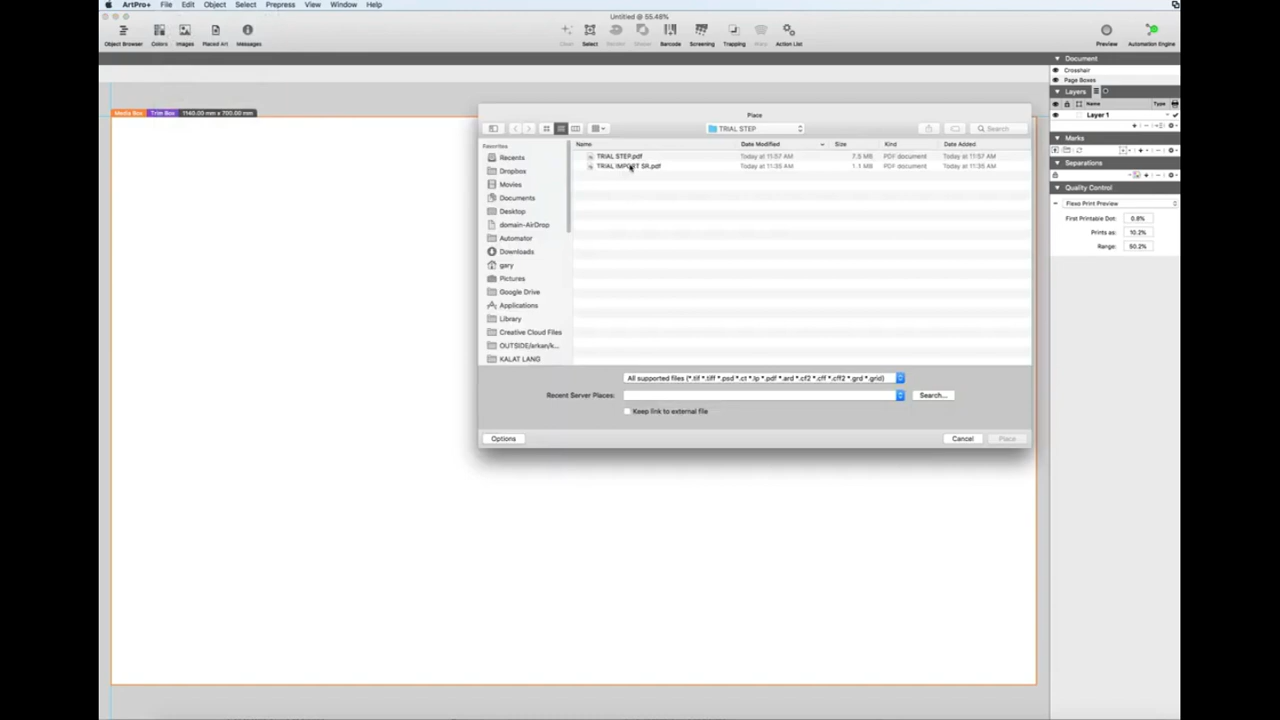 ArtPro+ File Edit Object Select Prepress View Window Help
Untitled @ 55.48%
Object Browser Colors Images Placed Art Messages Select Barcode Screening Trapping Action List Preview Automation Engine
Document
Crosshair
Page Boxes
Layers
Name Type
Layer 1
Marks
Separations
Quality Control
Flexo Print Preview
First Printable Dot: 0.8%
Prints as: 10.2%
Range: 50.2%
Media Box Trim Box 1140.00 mm x 700.00 mm
Place
TRIAL STEP
Search
Favorites
Recents
Dropbox
Movies
Documents
Desktop
domain-AirDrop
Automator
Downloads
gary
Pictures
Google Drive
Applications
Library
Creative Cloud Files
OUTSIDE/arkan/k...
KALAT LANG
Name Date Modified Size Kind Date Added
TRIAL STEP.pdf Today at 11:57 AM 7.5 MB PDF document Today at 11:57 AM
TRIAL IMPORT SR.pdf Today at 11:35 AM 1.1 MB PDF document Today at 11:35 AM
All supported files (*.tif *.tiff *.psd *.ct *.lp *.pdf *.ard *.cf2 *.cff *.cff2 *.grd *.grid)
Recent Server Places: Search...
Keep link to external file
Options Cancel Place